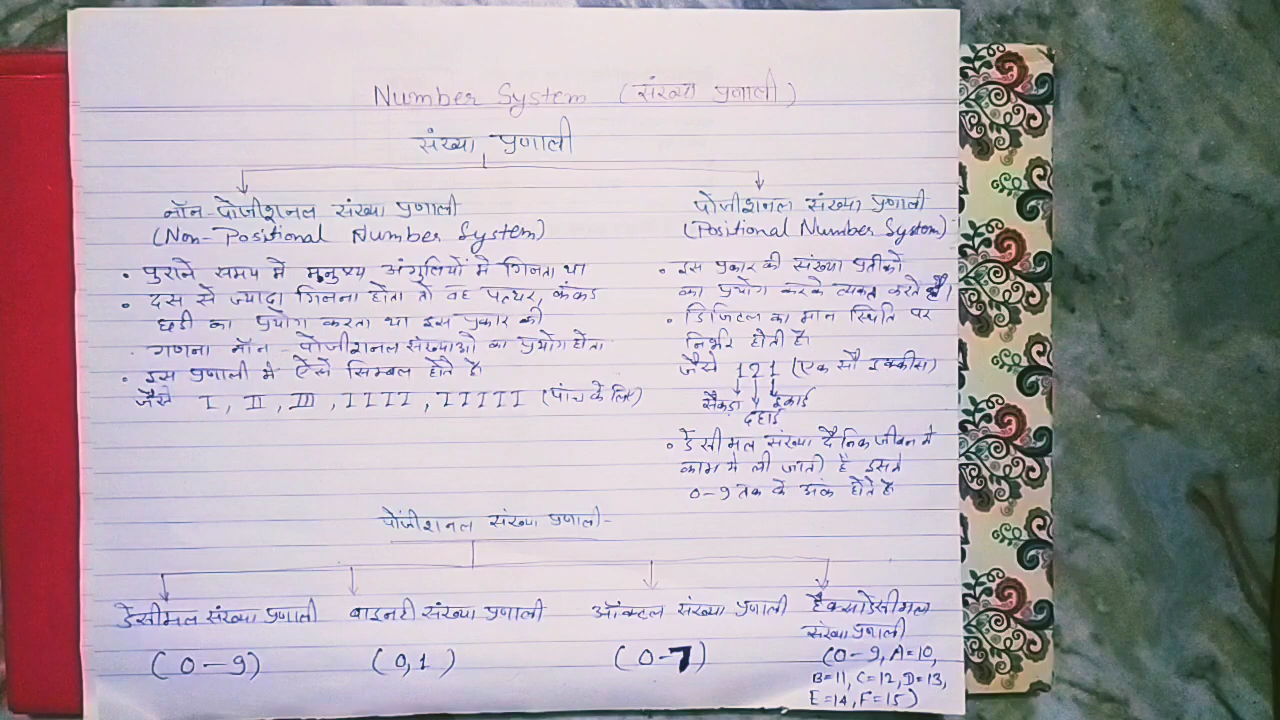 Number System (संख्या प्रणाली)
संख्या प्रणाली
नॉन-पोजीशनल संख्या प्रणाली
(Non-Positional Number System)
• पुराने समय में मनुष्य अंगुलियों में गिनता था
• दस से ज्यादा गिनना होता तो वह पत्थर, कंकड
छडी का प्रयोग करता था इस प्रकार की
गणना नॉन-पोजीशनल संख्याओ का प्रयोग होता
• इस प्रणाली में ऐसे सिम्बल होते है
जैसे I, II, III, IIII, IIIII (पांच के लिए)
पोजीशनल संख्या प्रणाली
(Positional Number System)
• इस प्रकार की संख्या प्रतीको
का प्रयोग करके व्यक्त करते है।
• डिजिटल का मान स्थिति पर
निर्भर होती है।
जैसे 121 (एक सौ इक्कीस)
सैकड़ा इकाई
दहाई
• डेसीमल संख्या दैनिक जीवन मे
काम मे ली जाती है इसमे
0-9 तक के अंक होते है
पोजीशनल संख्या प्रणाली-
डेसीमल संख्या प्रणाली बाइनरी संख्या प्रणाली ऑक्टल संख्या प्रणाली हैक्साडेसीमल
संख्या प्रणाली
(0-9) (0,1) (0-7) (0-9, A=10,
B=11, C=12, D=13,
E=14, F=15)